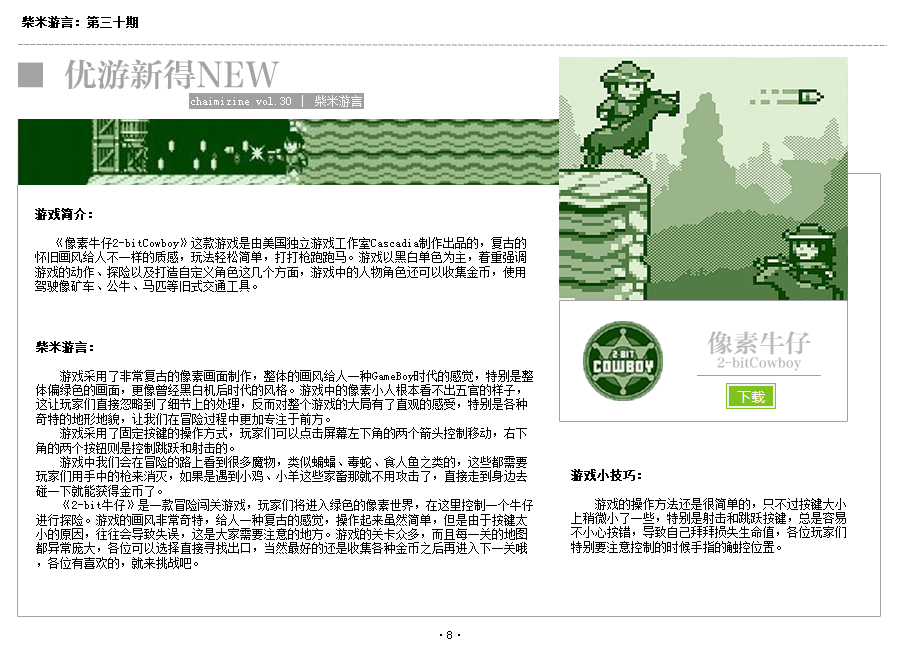 柴米游言：第三十期
优游新得NEW
chaimizine vol.30 | 柴米游言
游戏简介：
《像素牛仔2-bitCowboy》这款游戏是由美国独立游戏工作室Cascadia制作出品的，复古的
怀旧画风给人不一样的质感，玩法轻松简单，打打枪跑跑马。游戏以黑白单色为主，着重强调
游戏的动作、探险以及打造自定义角色这几个方面，游戏中的人物角色还可以收集金币，使用
驾驶像矿车、公牛、马匹等旧式交通工具。
柴米游言：
游戏采用了非常复古的像素画面制作，整体的画风给人一种GameBoy时代的感觉，特别是整
体偏绿色的画面，更像曾经黑白机后时代的风格。游戏中的像素小人根本看不出五官的样子，
这让玩家们直接忽略到了细节上的处理，反而对整个游戏的大局有了直观的感受，特别是各种
奇特的地形地貌，让我们在冒险过程中更加专注于前方。
游戏采用了固定按键的操作方式，玩家们可以点击屏幕左下角的两个箭头控制移动，右下
角的两个按钮则是控制跳跃和射击的。
游戏中我们会在冒险的路上看到很多魔物，类似蝙蝠、毒蛇、食人鱼之类的，这些都需要
玩家们用手中的枪来消灭，如果是遇到小鸡、小羊这些家畜那就不用攻击了，直接走到身边去
碰一下就能获得金币了。
《2-bit牛仔》是一款冒险闯关游戏，玩家们将进入绿色的像素世界，在这里控制一个牛仔
进行探险。游戏的画风非常奇特，给人一种复古的感觉，操作起来虽然简单，但是由于按键太
小的原因，往往会导致失误，这是大家需要注意的地方。游戏的关卡众多，而且每一关的地图
都异常庞大，各位可以选择直接寻找出口，当然最好的还是收集各种金币之后再进入下一关哦
，各位有喜欢的，就来挑战吧。
2-BIT
COWBOY
像素牛仔
2-bitCowboy
下载
游戏小技巧：
游戏的操作方法还是很简单的，只不过按键大小
上稍微小了一些，特别是射击和跳跃按键，总是容易
不小心按错，导致自己拜拜损失生命值，各位玩家们
特别要注意控制的时候手指的触控位置。
·8·